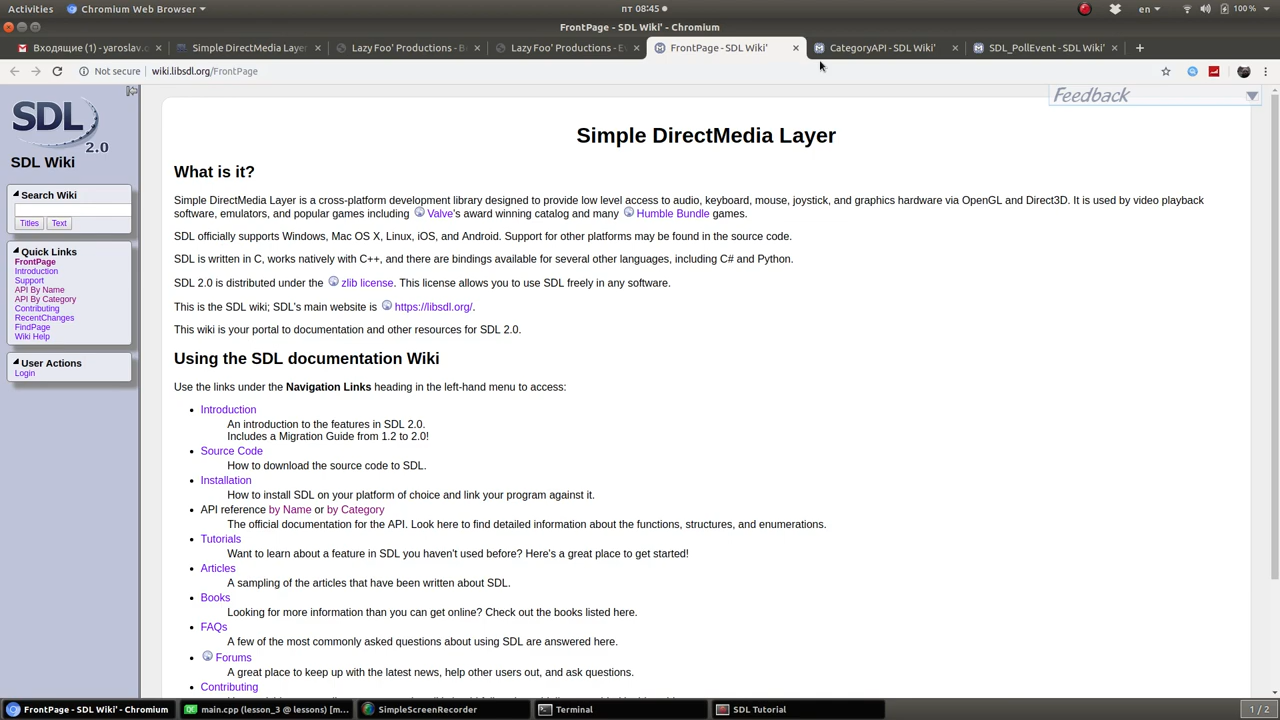 Activities
Chromium Web Browser
пт 08:45
en
100 %
FrontPage - SDL Wiki' - Chromium
Входящие (1) - yaroslav.c
Simple DirectMedia Laye
Lazy Foo' Productions - B
Lazy Foo' Productions - E
FrontPage - SDL Wiki'
CategoryAPI - SDL Wiki'
SDL_PollEvent - SDL Wiki'
Not secure
wiki.libsdl.org/FrontPage
Feedback
SDL
2.0
SDL Wiki
Search Wiki
Titles
Text
Quick Links
FrontPage
Introduction
Support
API By Name
API By Category
Contributing
RecentChanges
FindPage
Wiki Help
User Actions
Login
Simple DirectMedia Layer
What is it?
Simple DirectMedia Layer is a cross-platform development library designed to provide low level access to audio, keyboard, mouse, joystick, and graphics hardware via OpenGL and Direct3D. It is used by video playback
software, emulators, and popular games including Valve's award winning catalog and many Humble Bundle games.
SDL officially supports Windows, Mac OS X, Linux, iOS, and Android. Support for other platforms may be found in the source code.
SDL is written in C, works natively with C++, and there are bindings available for several other languages, including C# and Python.
SDL 2.0 is distributed under the zlib license. This license allows you to use SDL freely in any software.
This is the SDL wiki; SDL's main website is https://libsdl.org/.
This wiki is your portal to documentation and other resources for SDL 2.0.
Using the SDL documentation Wiki
Use the links under the Navigation Links heading in the left-hand menu to access:
Introduction
An introduction to the features in SDL 2.0.
Includes a Migration Guide from 1.2 to 2.0!
Source Code
How to download the source code to SDL.
Installation
How to install SDL on your platform of choice and link your program against it.
API reference by Name or by Category
The official documentation for the API. Look here to find detailed information about the functions, structures, and enumerations.
Tutorials
Want to learn about a feature in SDL you haven't used before? Here's a great place to get started!
Articles
A sampling of the articles that have been written about SDL.
Books
Looking for more information than you can get online? Check out the books listed here.
FAQs
A few of the most commonly asked questions about using SDL are answered here.
Forums
A great place to keep up with the latest news, help other users out, and ask questions.
Contributing
FrontPage - SDL Wiki' - Chromium
main.cpp (lesson_3 @ lessons) [m...
SimpleScreenRecorder
Terminal
SDL Tutorial
1 / 2